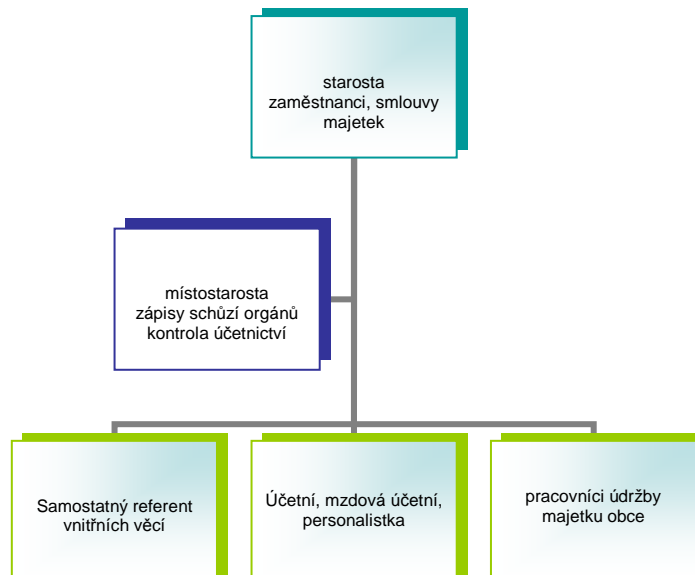 starosta
zaměstnanci, smlouvy
majetek
místostarosta
zápisy schůzí orgánů
kontrola účetnictví
Samostatný referent
vnitřních věcí
Účetní, mzdová účetní,
personalistka
pracovníci údržby
majetku obce